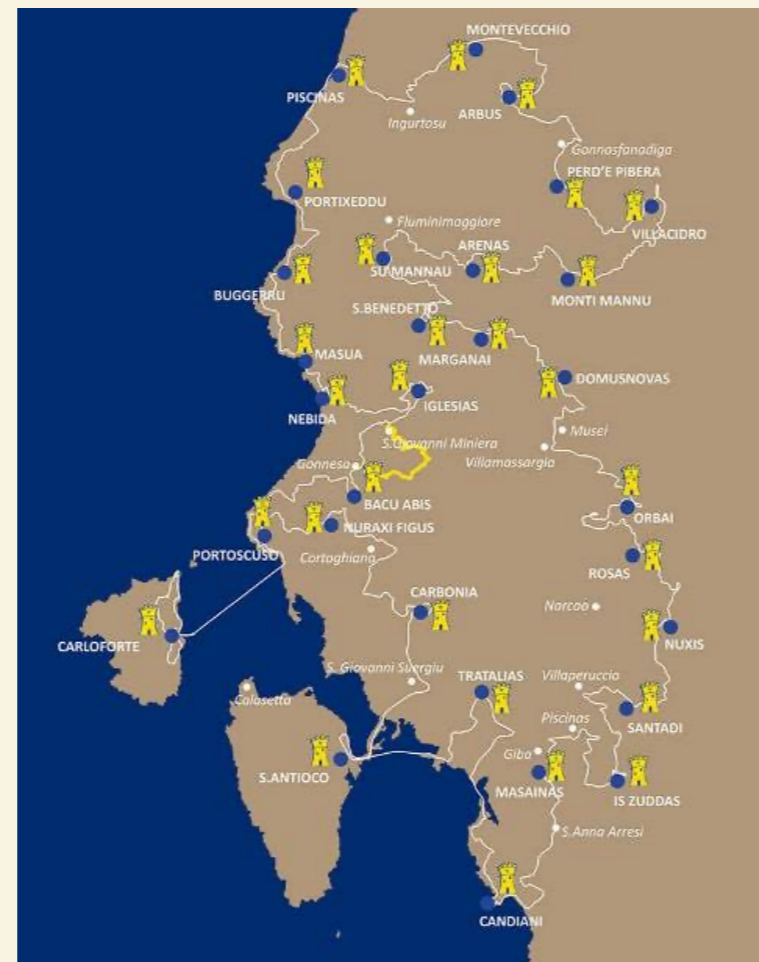 MONTEVECCHIO
PISCINAS
ARBUS
Ingurtosu
Gonnosfanadiga
PERD'E PIBERA
PORTIXEDDU
Fluminimaggiore
VILLACIDRO
ARENAS
SU MANNAU
BUGGERRU
MONTI MANNU
S.BENEDETTO
MASUA
MARGANAI
DOMUSNOVAS
IGLESIAS
NEBIDA
Musei
S.Giovanni Miniera
Villamassargia
Gonnesa
BACU ABIS
ORBAI
NURAXI FIGUS
PORTOSCUSO
Cortoghiana
ROSAS
CARBONIA
Narcao
CARLOFORTE
NUXIS
S. Giovanni Suergiu
TRATALIAS
Villaperuccio
Calasetta
Piscinas
SANTADI
Giba
S.ANTIOCO
MASAINAS
IS ZUDDAS
S.Anna Arresi
CANDIANI